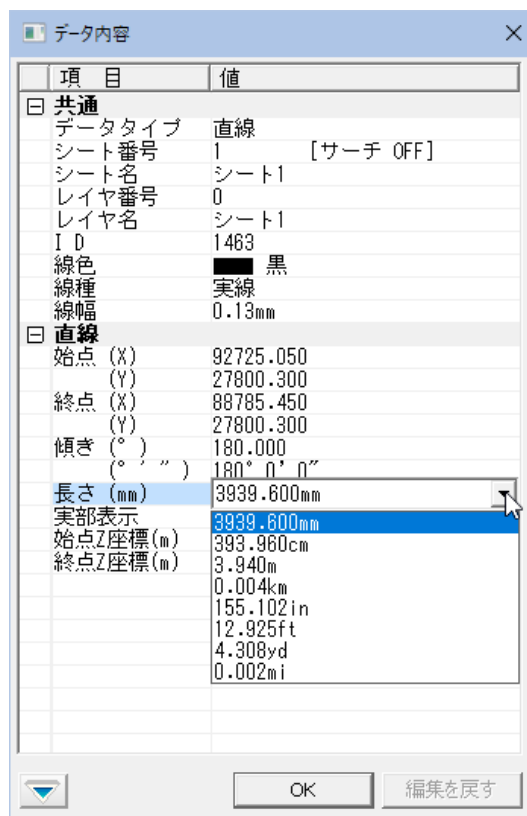 データ内容
項　目 値
共通
データタイプ 直線
シート番号 1 [サーチ OFF]
シート名 シート1
レイヤ番号 0
レイヤ名 シート1
ＩＤ 1463
線色 黒
線種 実線
線幅 0.13mm
直線
始点 (X) 92725.050
(Y) 27800.300
終点 (X) 88785.450
(Y) 27800.300
傾き (° ) 180.000
(° ′ ″ ) 180° 0′ 0″
長さ (mm) 3939.600mm
実部表示 3939.600mm
始点Z座標(m) 393.960cm
終点Z座標(m) 3.940m
0.004km
155.102in
12.925ft
4.308yd
0.002mi
OK 編集を戻す